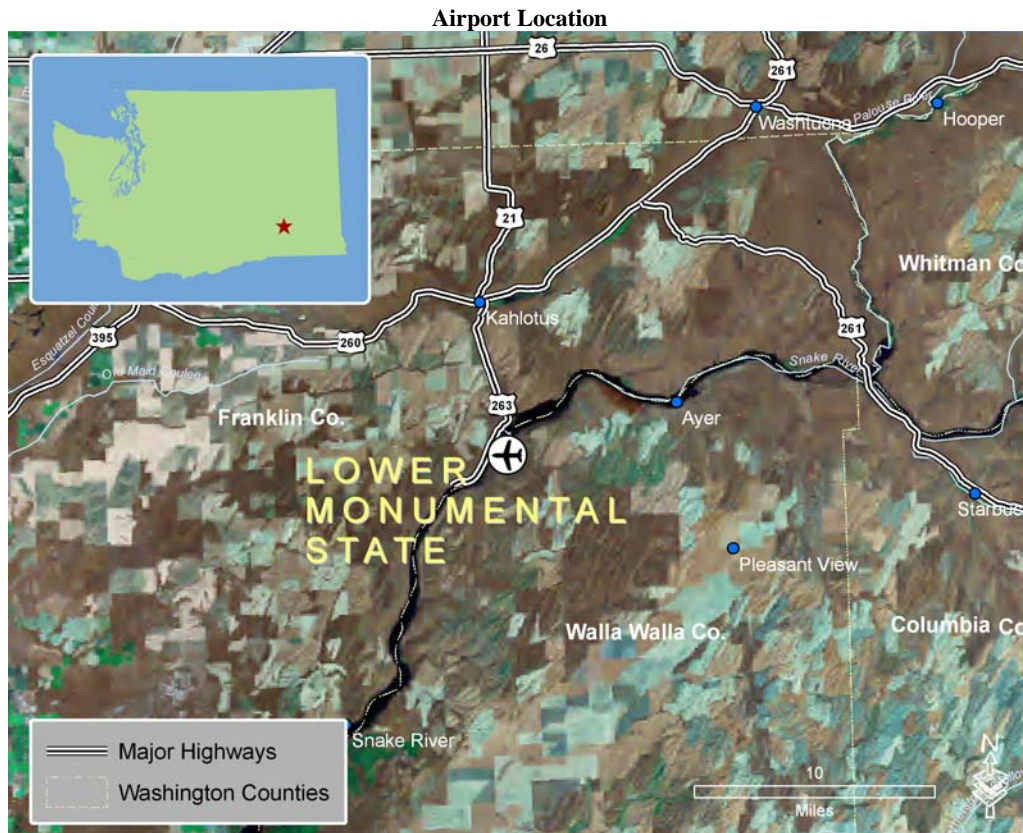 Airport Location
26
261
Palouse River
Washtucna
Hooper
21
Whitman Co
Kahlotus
395
260
261
Esquatzel Coul
Old Maid Coulee
Snake River
263
Franklin Co.
Ayer
LOWER
MONUMENTAL
STATE
Starbuc
Pleasant View
Walla Walla Co.
Columbia Co
Snake River
Major Highways
Washington Counties
N
10
Miles